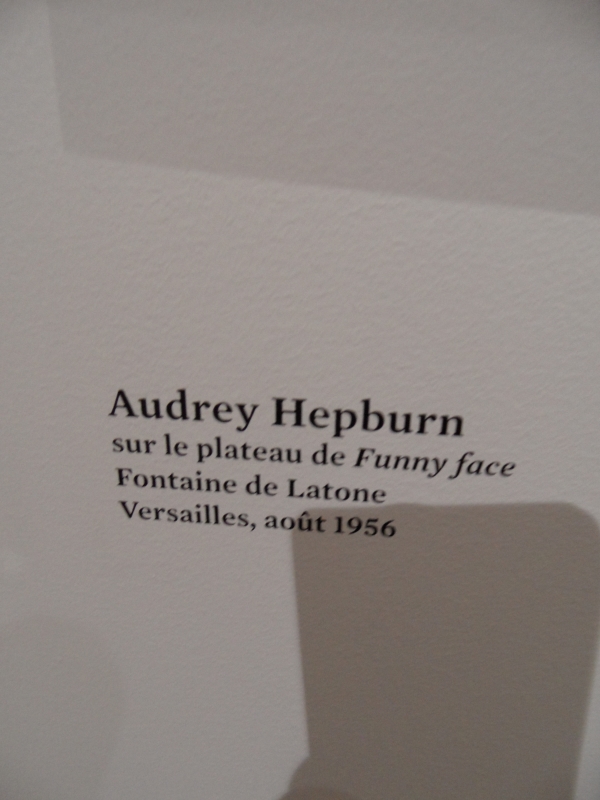 Audrey Hepburn
sur le plateau de Funny face
Fontaine de Latone
Versailles, août 1956